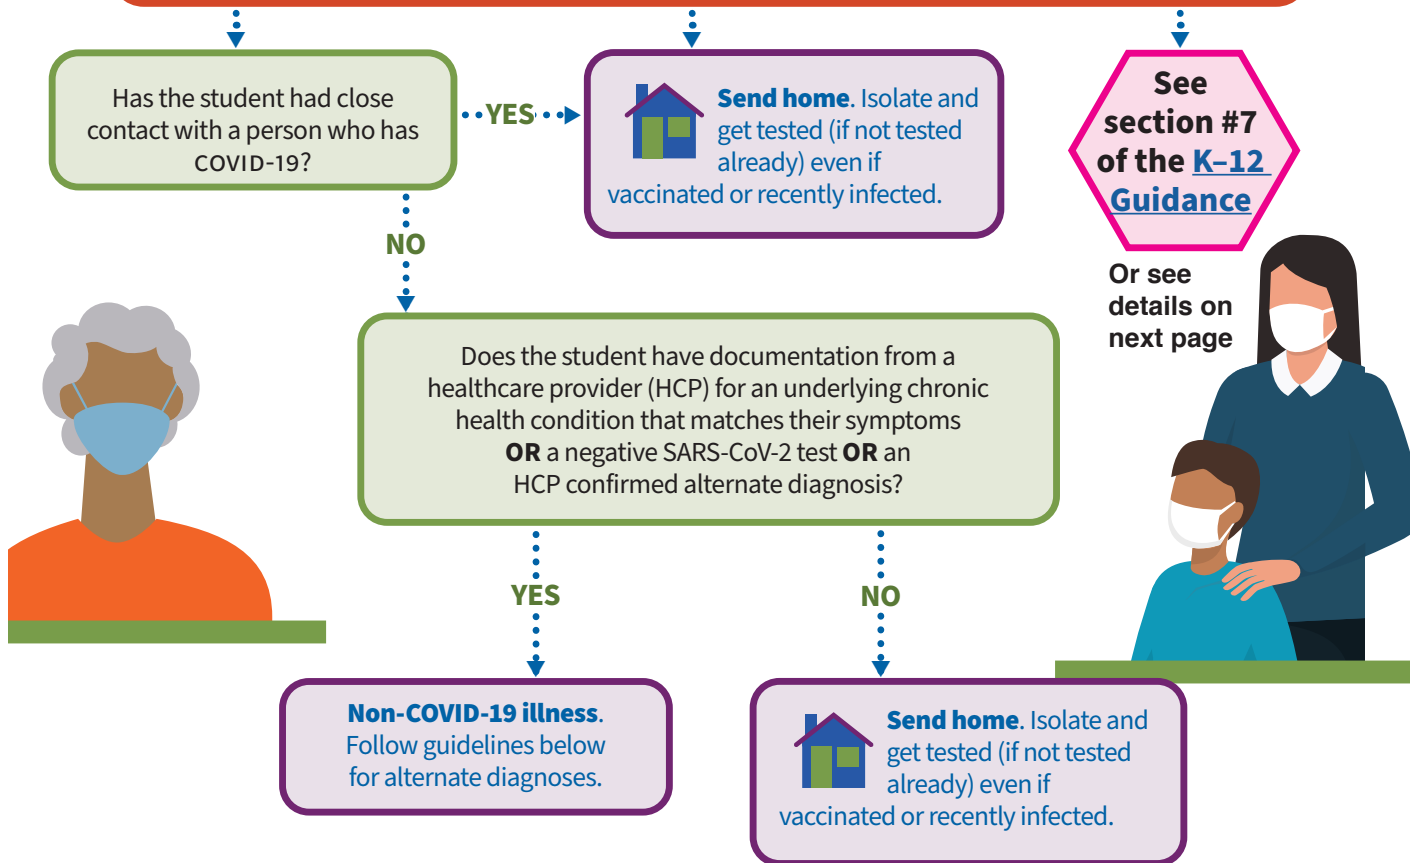 Has the student had close
contact with a person who has
COVID-19?
YES
Send home. Isolate and
get tested (if not tested
already) even if
vaccinated or recently infected.
See
section #7
of the K–12
Guidance
Or see
details on
next page
NO
Does the student have documentation from a
healthcare provider (HCP) for an underlying chronic
health condition that matches their symptoms
OR a negative SARS-CoV-2 test OR an
HCP confirmed alternate diagnosis?
YES
NO
Non-COVID-19 illness.
Follow guidelines below
for alternate diagnoses.
Send home. Isolate and
get tested (if not tested
already) even if
vaccinated or recently infected.